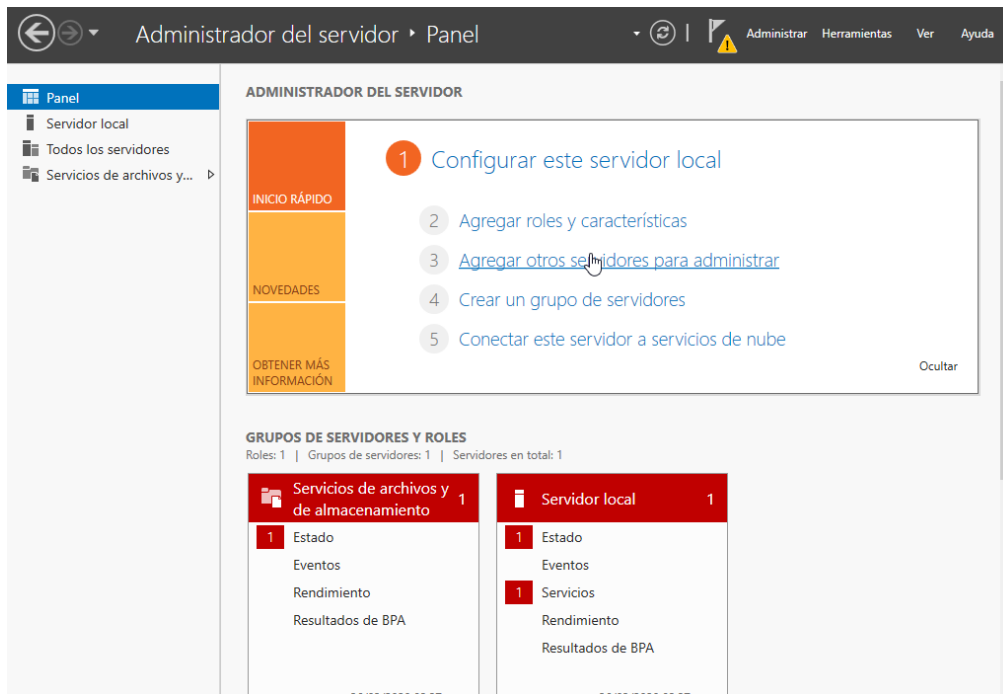 Administrador del servidor ‣ Panel
Administrar Herramientas Ver Ayuda
Panel
Servidor local
Todos los servidores
Servicios de archivos y...
ADMINISTRADOR DEL SERVIDOR
INICIO RÁPIDO
NOVEDADES
OBTENER MÁS
INFORMACIÓN
1 Configurar este servidor local
2 Agregar roles y características
3 Agregar otros servidores para administrar
4 Crear un grupo de servidores
5 Conectar este servidor a servicios de nube
Ocultar
GRUPOS DE SERVIDORES Y ROLES
Roles: 1 | Grupos de servidores: 1 | Servidores en total: 1
Servicios de archivos y
de almacenamiento
1
1 Estado
Eventos
Rendimiento
Resultados de BPA
Servidor local 1
1 Estado
Eventos
1 Servicios
Rendimiento
Resultados de BPA